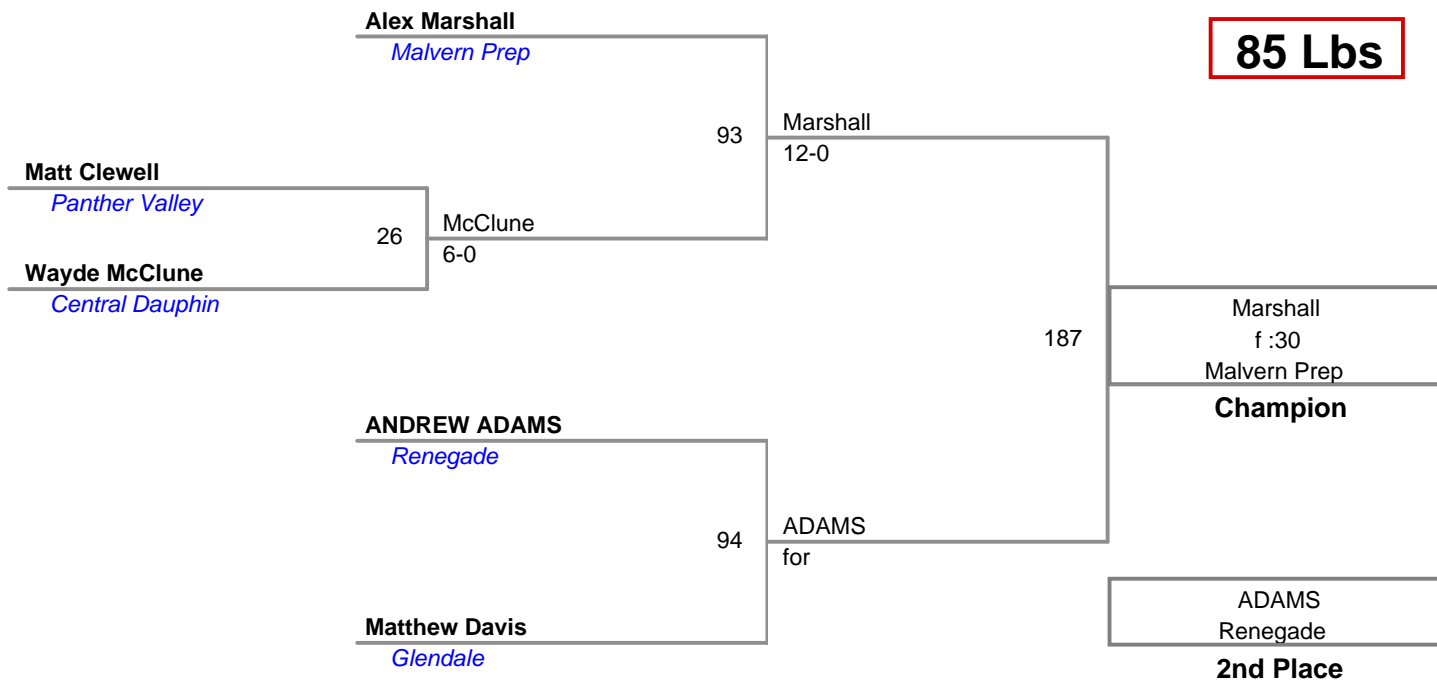 Alex Marshall
Malvern Prep
85 Lbs
93
Marshall
12-0
Matt Clewell
Panther Valley
26
McClune
6-0
Wayde McClune
Central Dauphin
187
Marshall
f :30
Malvern Prep
Champion
ANDREW ADAMS
Renegade
94
ADAMS
for
Matthew Davis
Glendale
ADAMS
Renegade
2nd Place